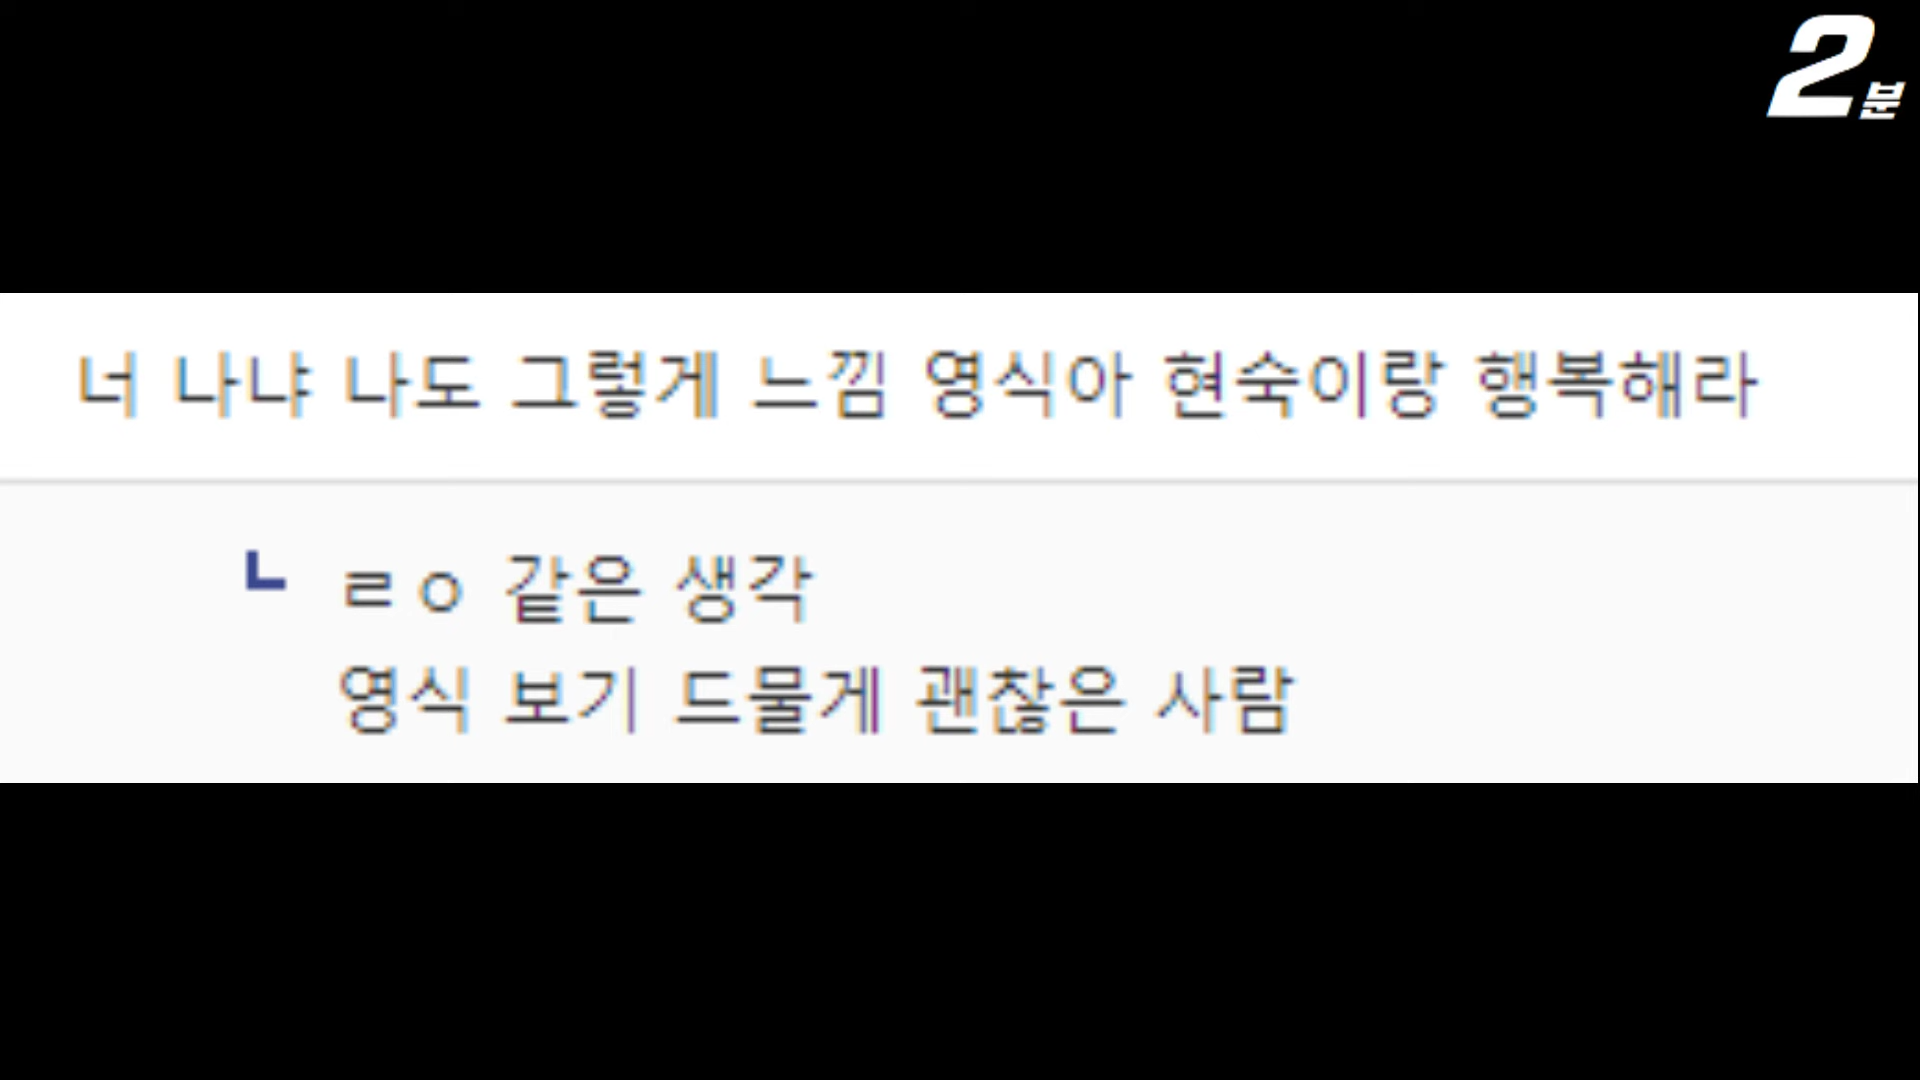 2분
너 나냐 나도 그렇게 느낌 영식아 현숙이랑 행복해라
ㄹㅇ 같은 생각
영식 보기 드물게 괜찮은 사람